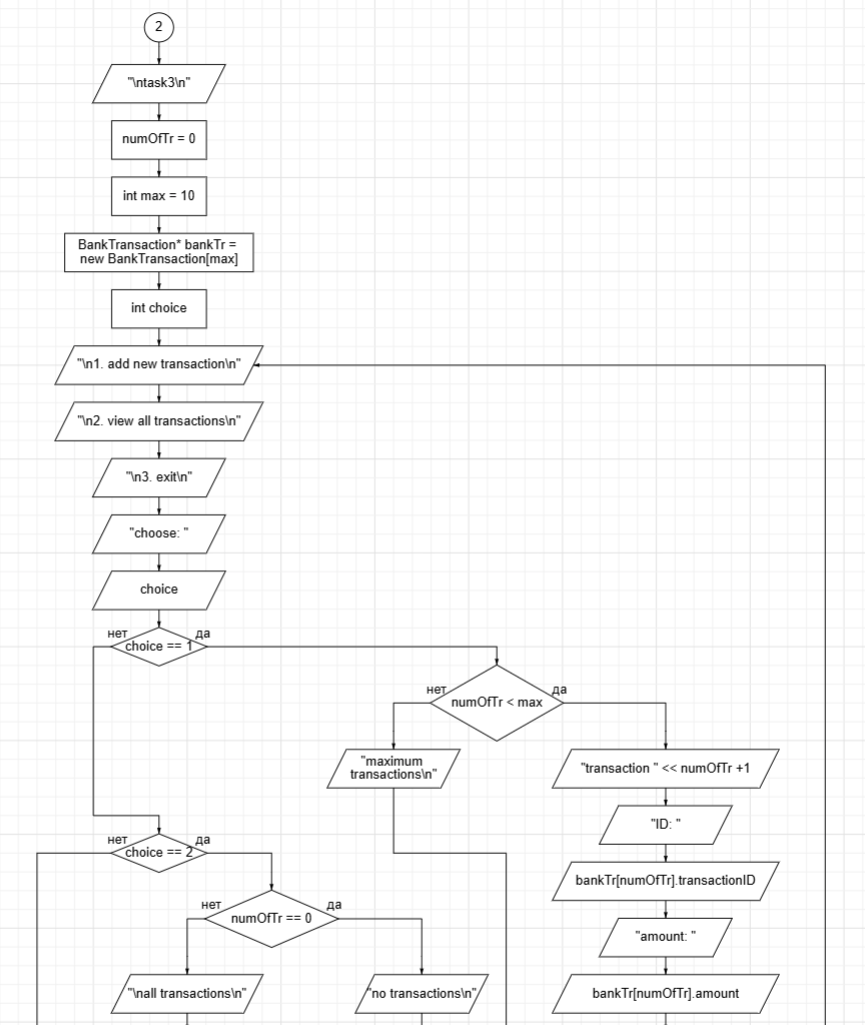 2
"\ntask3\n"
numOfTr = 0
int max = 10
BankTransaction* bankTr =
new BankTransaction[max]
int choice
"\n1. add new transaction\n"
"\n2. view all transactions\n"
"\n3. exit\n"
"choose: "
choice
нет
да
choice == 1
нет
да
numOfTr < max
"maximum
transactions\n"
"transaction " << numOfTr +1
"ID: "
нет
да
choice == 2
bankTr[numOfTr].transactionID
нет
да
numOfTr == 0
"amount: "
"\nall transactions\n"
"no transactions\n"
bankTr[numOfTr].amount